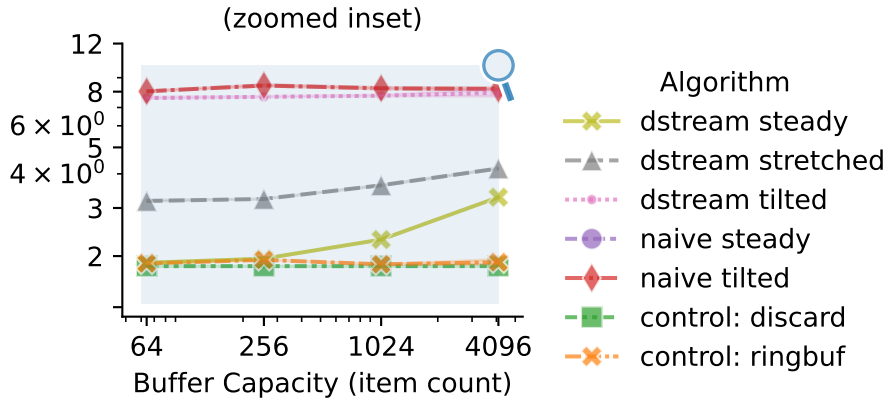 (zoomed inset)
12
8
6 × 10⁰
5
4 × 10⁰
3
2
64 256 1024 4096
Buffer Capacity (item count)
Algorithm
dstream steady
dstream stretched
dstream tilted
naive steady
naive tilted
control: discard
control: ringbuf